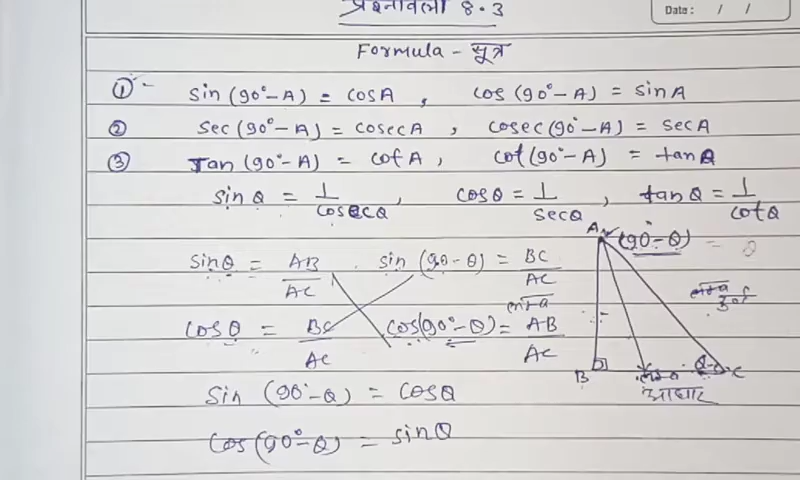 प्रश्नावली 8.3
Date: / /
Formula - सूत्र
① :- sin (90°-A) = cosA , cos (90°-A) = sinA
② sec (90°-A) = cosecA , cosec (90°-A) = secA
③ Tan (90°-A) = cotA , cot (90°-A) = tanθ
sinθ = 1/cosecθ , cosθ = 1/secθ , tanθ = 1/cotθ
A (90°-θ) = θ
sinθ = AB/AC . sin (90-θ) = BC/AC
लम्ब
cosθ = BC/AC cos(90°-θ) = AB/AC
B θ C
आधार
Sin (90°-θ) = cosθ
Cos (90°-θ) = sinθ